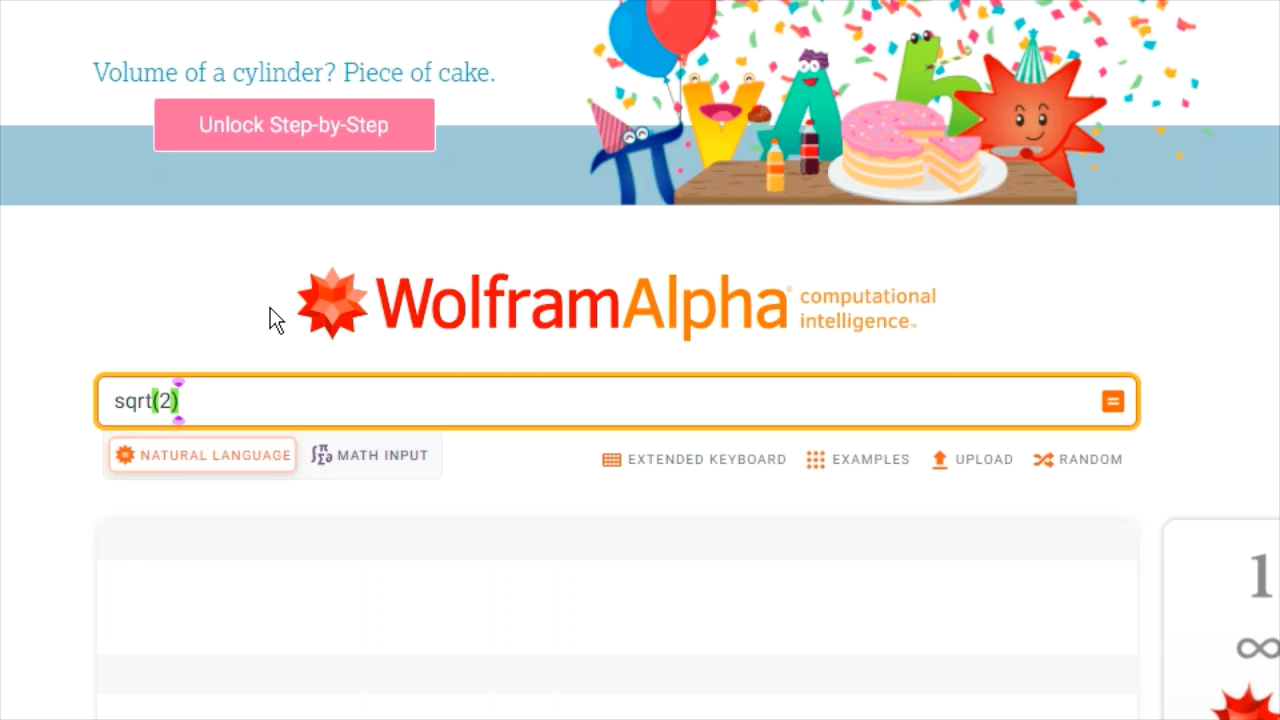 Volume of a cylinder? Piece of cake.
Unlock Step-by-Step
WolframAlpha computational intelligence
sqrt(2)
NATURAL LANGUAGE MATH INPUT EXTENDED KEYBOARD EXAMPLES UPLOAD RANDOM
1
∞